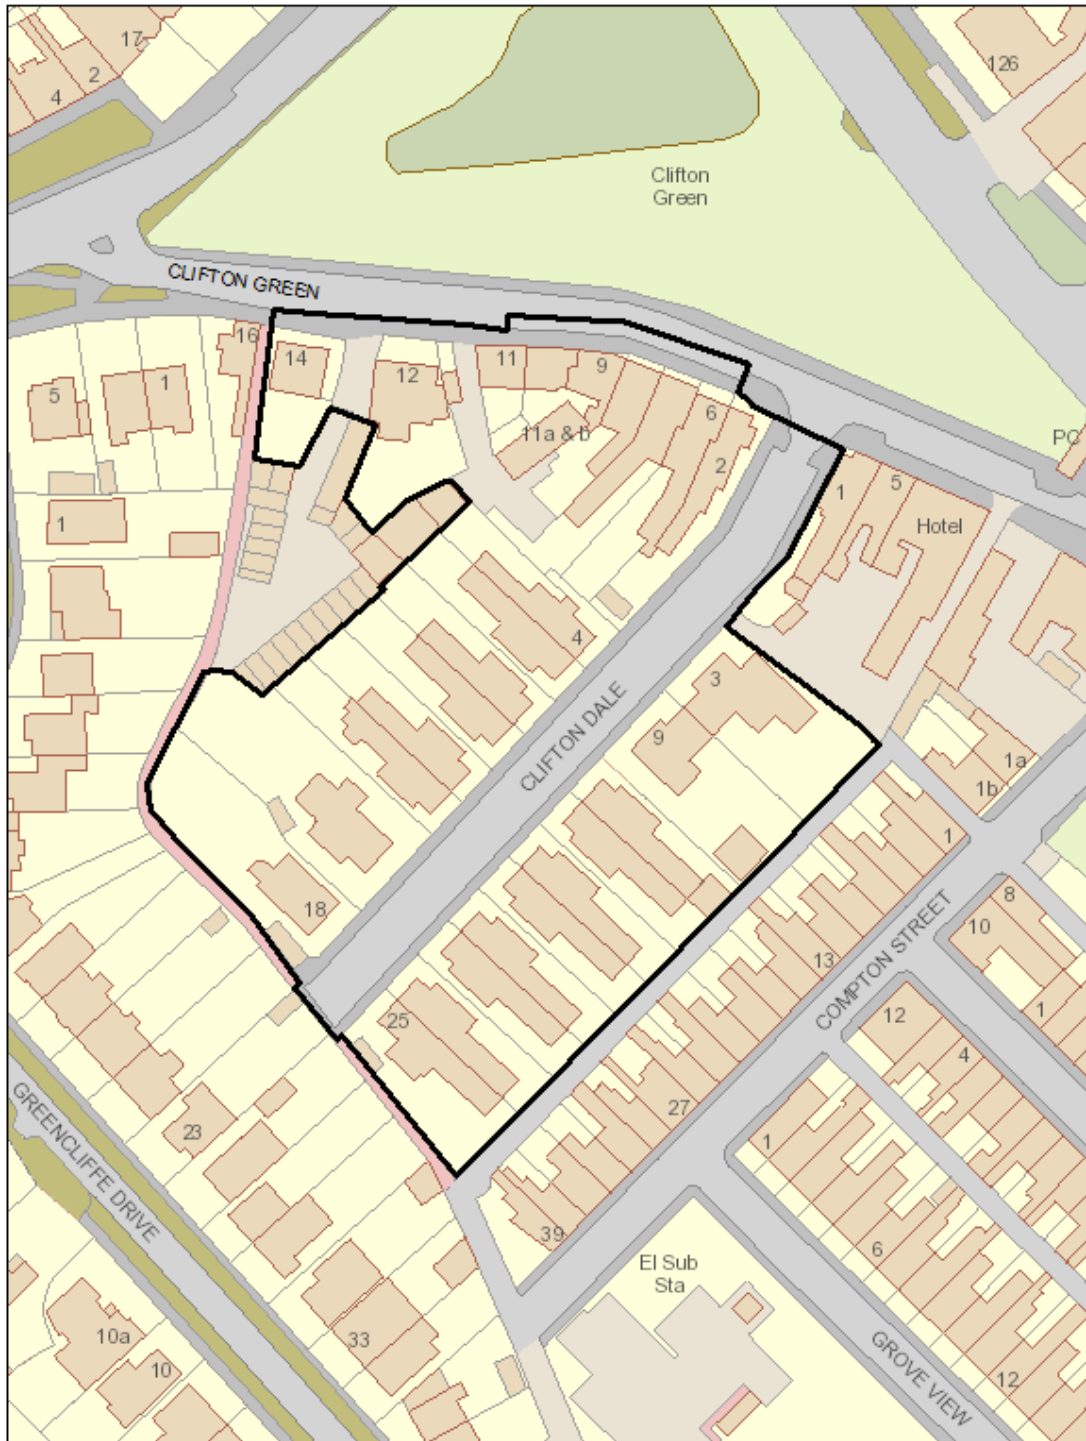 17
2
4
126
Clifton
Green
CLIFTON GREEN
16
14
12
11
9
6
2
11a & b
5
1
1
1
5
Hotel
PC
4
3
9
CLIFTON DALE
1a
1b
1
18
25
13
COMPTON STREET
8
10
1
12
4
27
1
6
39
GREENCLIFFE DRIVE
23
El Sub
Sta
33
10a
10
GROVE VIEW
12